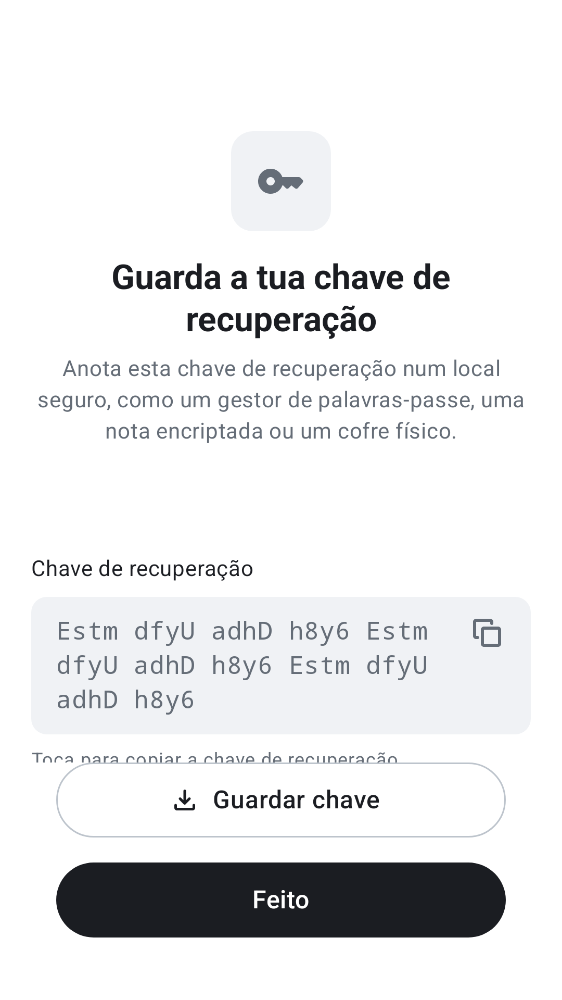 Guarda a tua chave de
recuperação
Anota esta chave de recuperação num local
seguro, como um gestor de palavras-passe, uma
nota encriptada ou um cofre físico.
Chave de recuperação
Estm dfyU adhD h8y6 Estm
dfyU adhD h8y6 Estm dfyU
adhD h8y6
Toca para copiar a chave de recuperação
Guardar chave
Feito